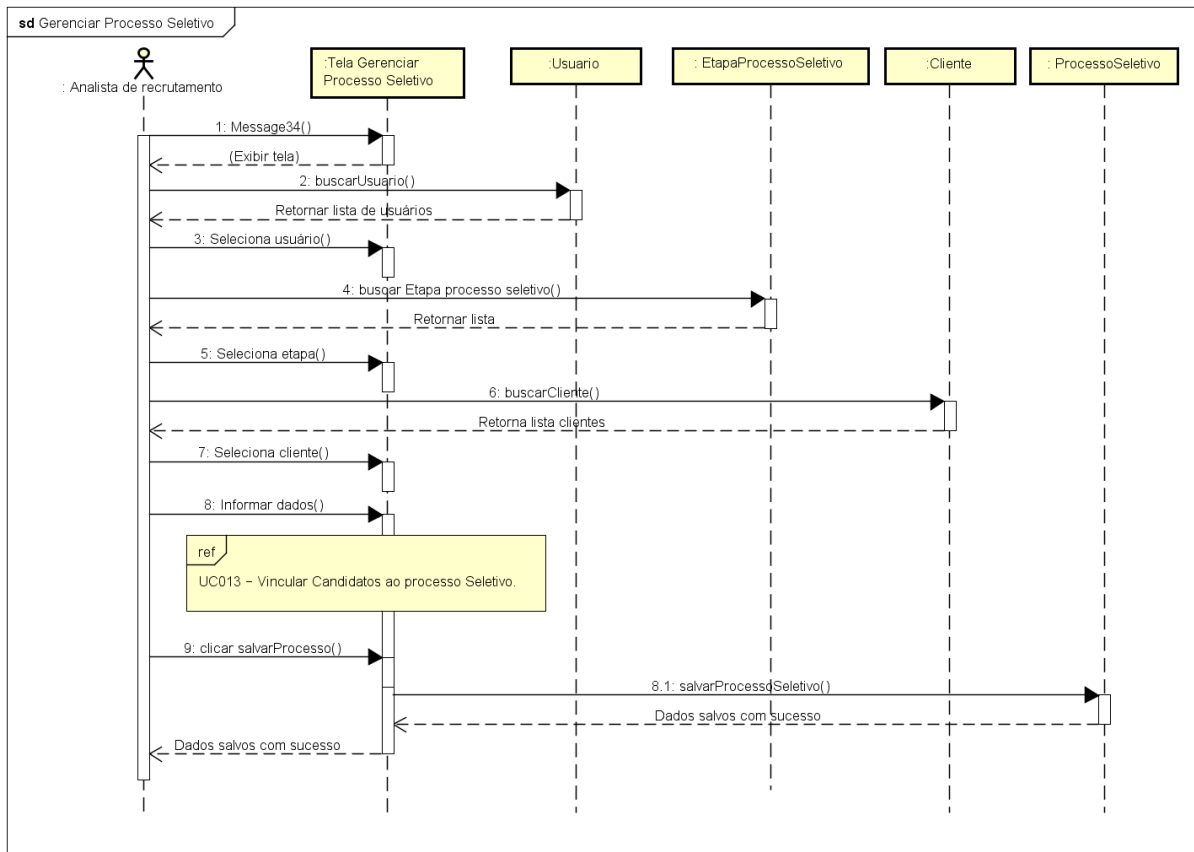 sd Gerenciar Processo Seletivo
: Analista de recrutamento
:Tela Gerenciar
Processo Seletivo
:Usuario
: EtapaProcessoSeletivo
:Cliente
: ProcessoSeletivo
1: Message34()
(Exibir tela)
2: buscarUsuario()
Retornar lista de usuários
3: Seleciona usuário()
4: buscar Etapa processo seletivo()
Retornar lista
5: Seleciona etapa()
6: buscarCliente()
Retorna lista clientes
7: Seleciona cliente()
8: Informar dados()
ref
UC013 – Vincular Candidatos ao processo Seletivo.
9: clicar salvarProcesso()
8.1: salvarProcessoSeletivo()
Dados salvos com sucesso
Dados salvos com sucesso